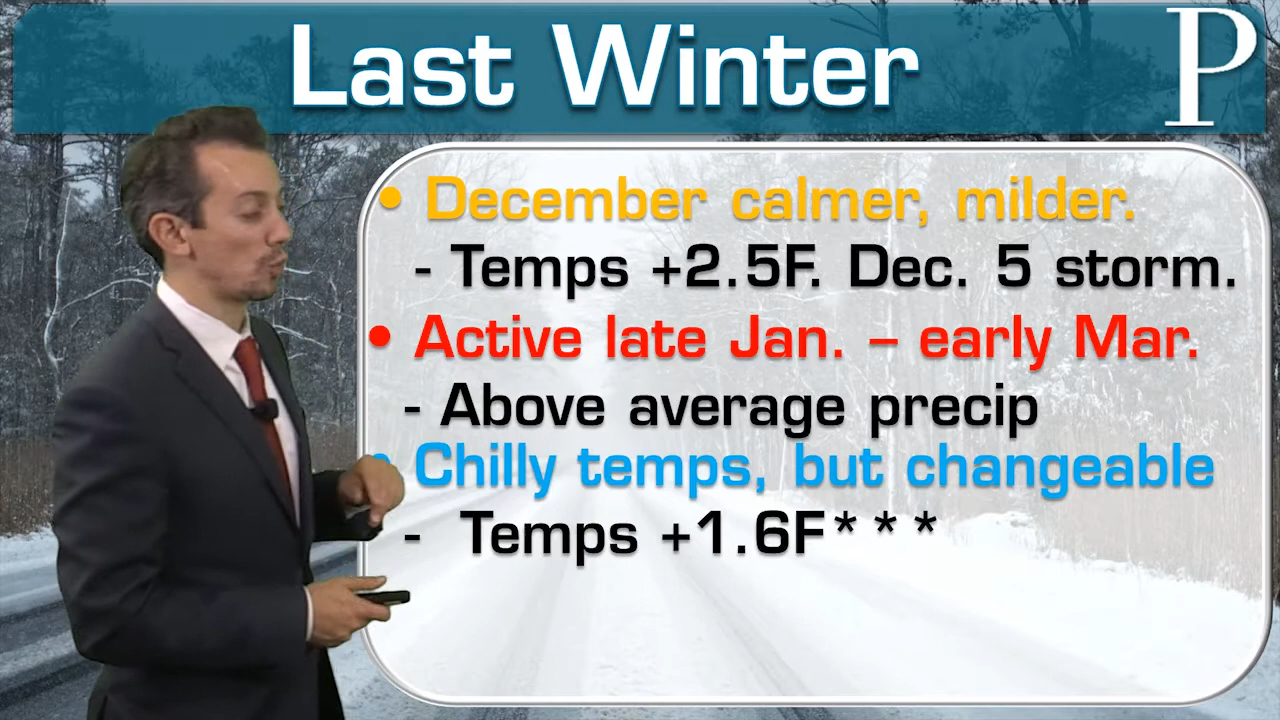 Last Winter
P
• December calmer, milder.
- Temps +2.5F. Dec. 5 storm.
• Active late Jan. – early Mar.
- Above average precip
• Chilly temps, but changeable
- Temps +1.6F***